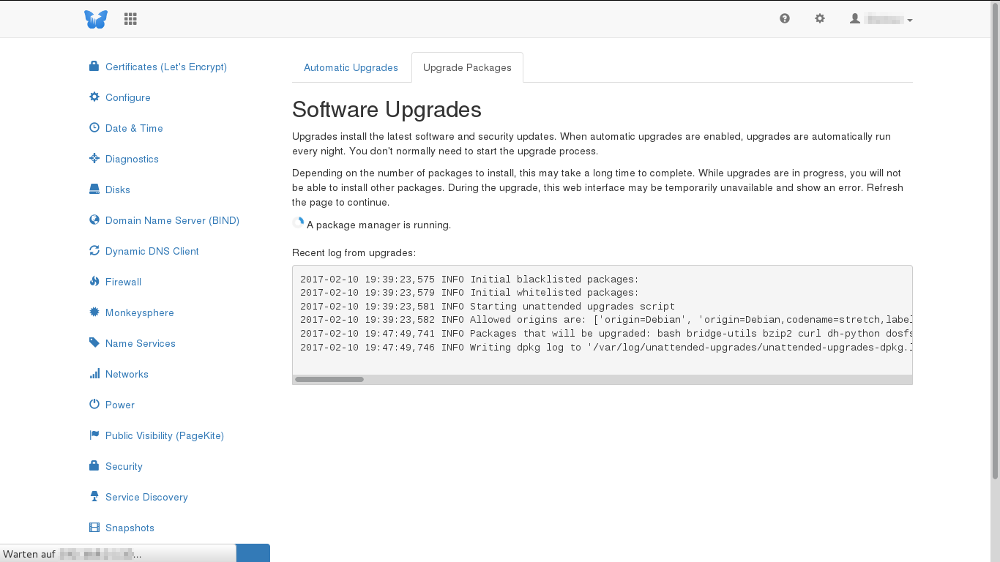 Certificates (Let's Encrypt)
Configure
Date & Time
Diagnostics
Disks
Domain Name Server (BIND)
Dynamic DNS Client
Firewall
Monkeysphere
Name Services
Networks
Power
Public Visibility (PageKite)
Security
Service Discovery
Snapshots
Automatic Upgrades
Upgrade Packages
Software Upgrades
Upgrades install the latest software and security updates. When automatic upgrades are enabled, upgrades are automatically run
every night. You don't normally need to start the upgrade process.
Depending on the number of packages to install, this may take a long time to complete. While upgrades are in progress, you will not
be able to install other packages. During the upgrade, this web interface may be temporarily unavailable and show an error. Refresh
the page to continue.
A package manager is running.
Recent log from upgrades:
2017-02-10 19:39:23,575 INFO Initial blacklisted packages:
2017-02-10 19:39:23,579 INFO Initial whitelisted packages:
2017-02-10 19:39:23,581 INFO Starting unattended upgrades script
2017-02-10 19:39:23,582 INFO Allowed origins are: ['origin=Debian', 'origin=Debian,codename=stretch,label
2017-02-10 19:47:49,741 INFO Packages that will be upgraded: bash bridge-utils bzip2 curl dh-python dosfs
2017-02-10 19:47:49,746 INFO Writing dpkg log to '/var/log/unattended-upgrades/unattended-upgrades-dpkg.l
Warten auf ...